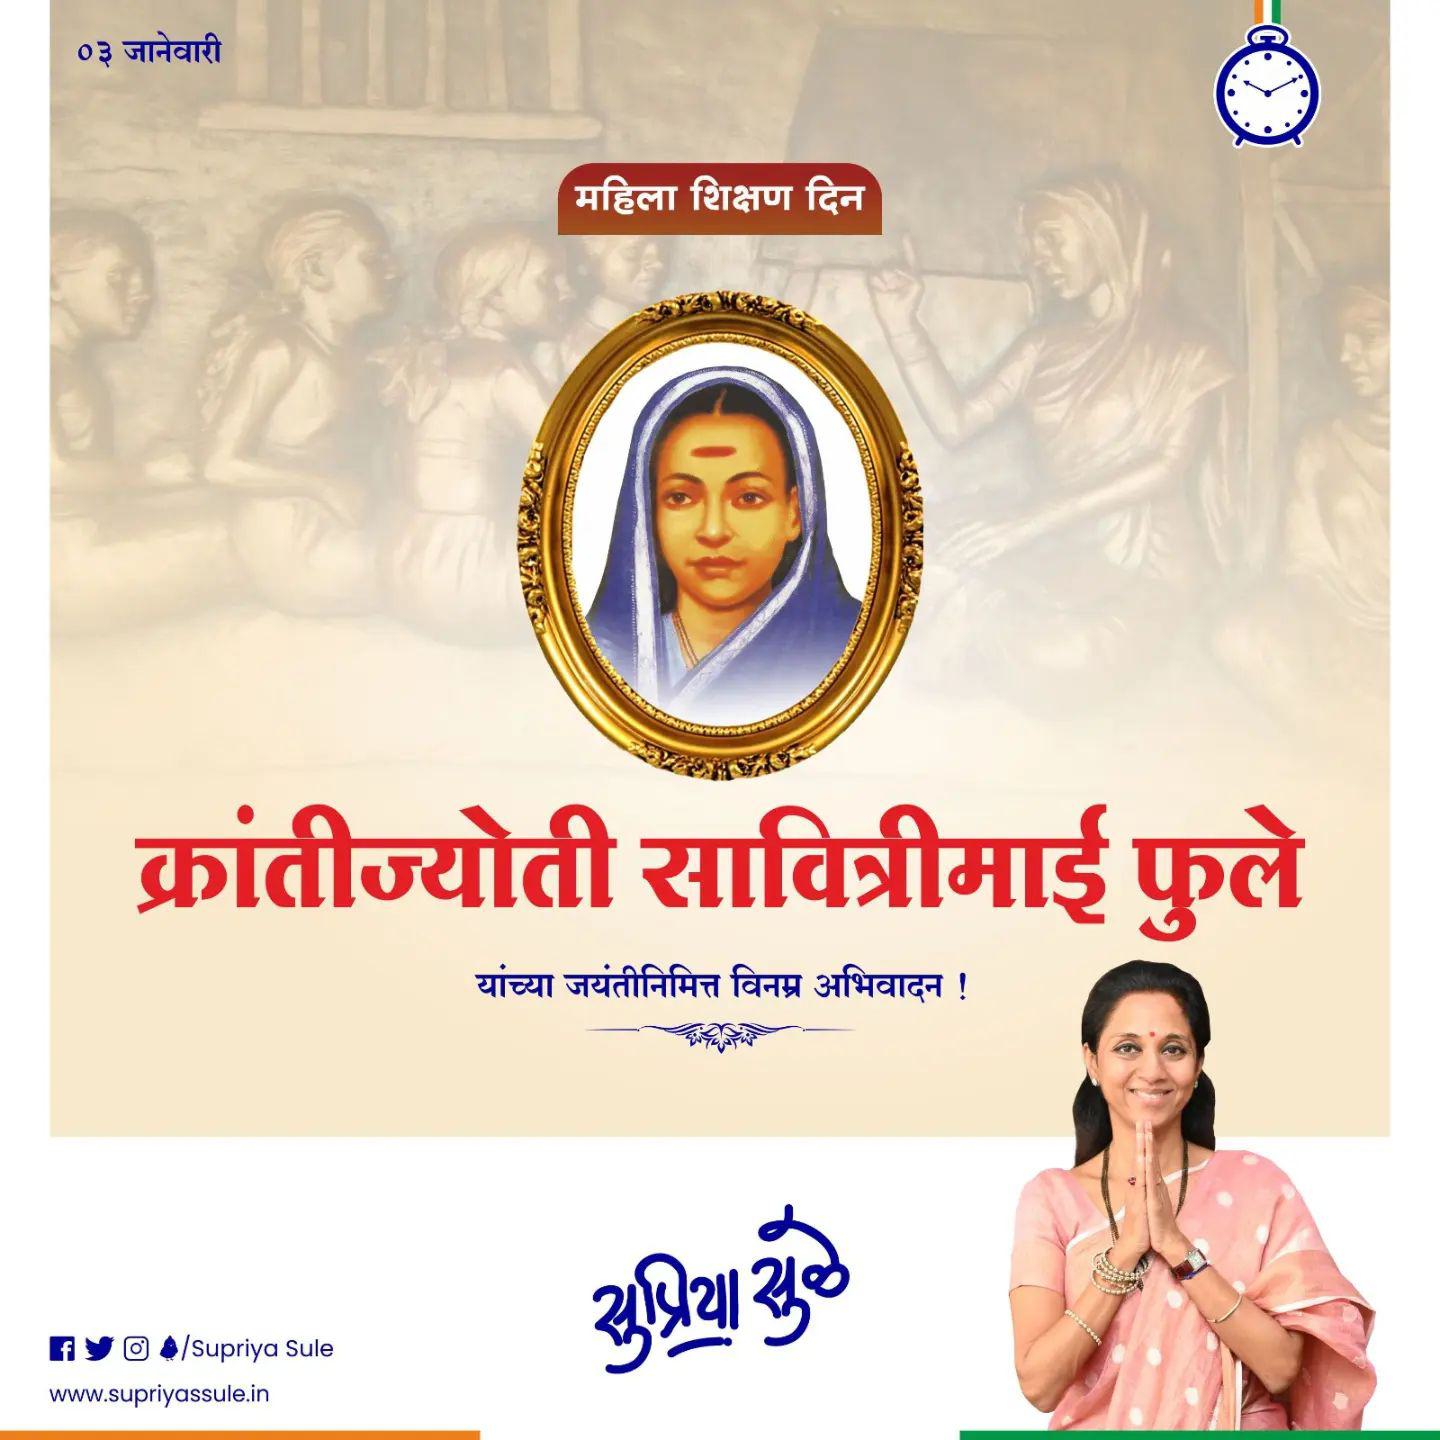 ०३ जानेवारी
महिला शिक्षण दिन
क्रांतीज्योती सावित्रीमाई फुले
यांच्या जयंतीनिमित्त विनम्र अभिवादन !
सुप्रिया सुळे
/Supriya Sule
www.supriyassule.in